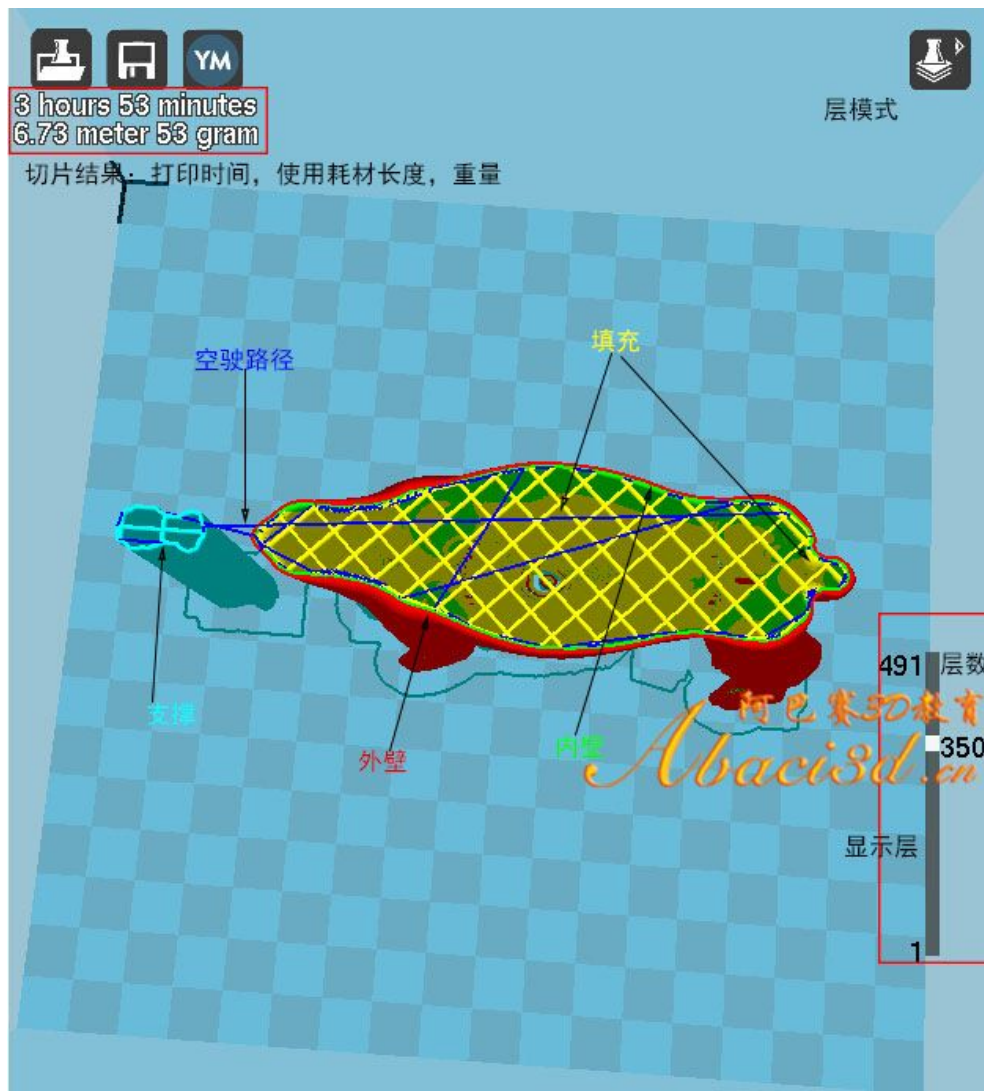 YM
3 hours 53 minutes
6.73 meter 53 gram
层模式
切片结果：打印时间，使用耗材长度，重量
空驶路径
填充
支撑
外壁
内壁
491 层数
阿巴赛3D教育
Abaci3d.cn
350
显示层
1